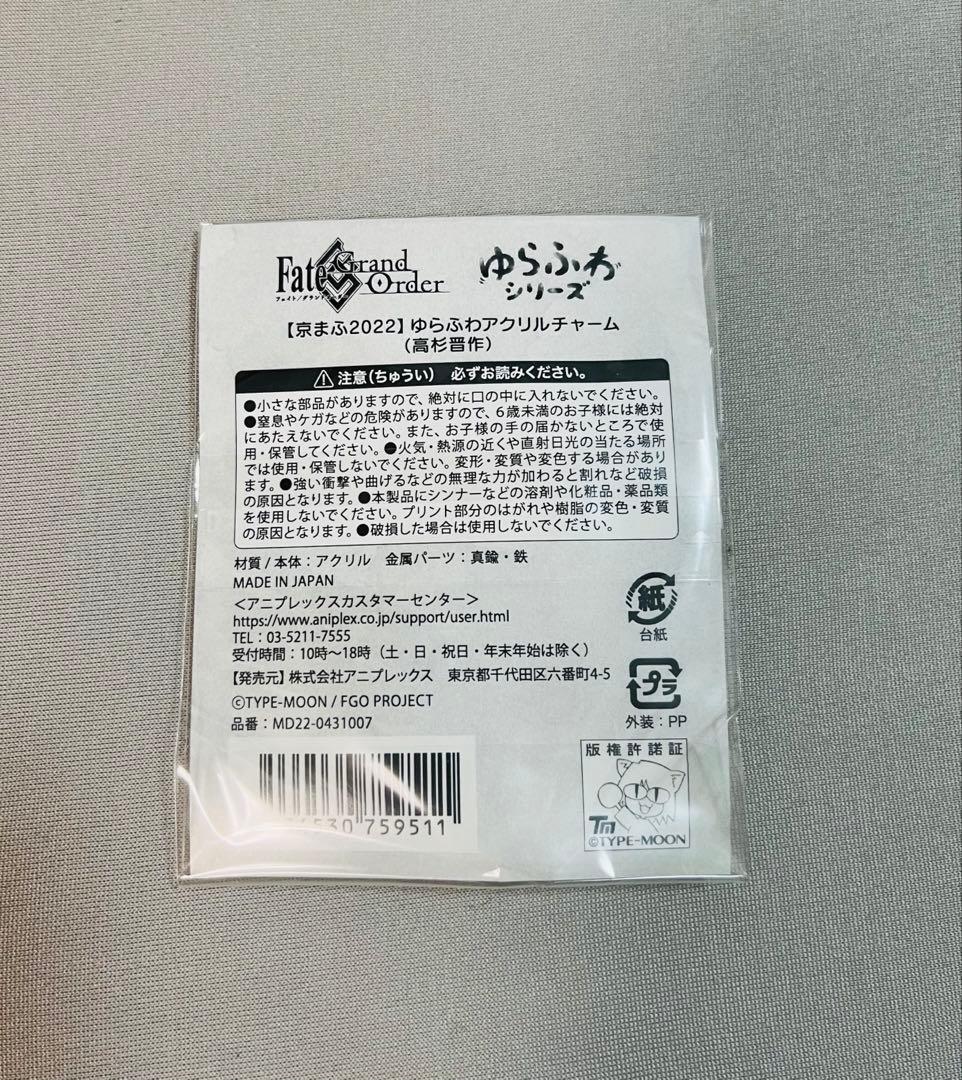 Fate Grand Order
フェイト/グランドオーダー
ゆらふわ
シリーズ
【京まふ2022】ゆらふわアクリルチャーム
(高杉晋作)
注意(ちゅうい) 必ずお読みください。
●小さな部品がありますので、絶対に口の中に入れないでください。
●窒息やケガなどの危険がありますので、6歳未満のお子様には絶対
にあたえないでください。また、お子様の手の届かないところで使
用・保管してください。●火気・熱源の近くや直射日光の当たる場所
では使用・保管しないでください。変形・変質や変色する場合があり
ます。●強い衝撃や曲げるなどの無理な力が加わると割れなど破損
の原因となります。●本製品にシンナーなどの溶剤や化粧品・薬品類
を使用しないでください。プリント部分のはがれや樹脂の変色・変質
の原因となります。●破損した場合は使用しないでください。
材質/本体:アクリル 金属パーツ:真鍮・鉄
MADE IN JAPAN
<アニプレックスカスタマーセンター>
https://www.aniplex.co.jp/support/user.html
TEL:03-5211-7555
受付時間:10時〜18時(土・日・祝日・年末年始は除く)
【発売元】株式会社アニプレックス 東京都千代田区六番町4-5
©TYPE-MOON / FGO PROJECT
品番:MD22-0431007
紙
台紙
プラ
外装:PP
530 759511
版権許諾証
TM
©TYPE-MOON